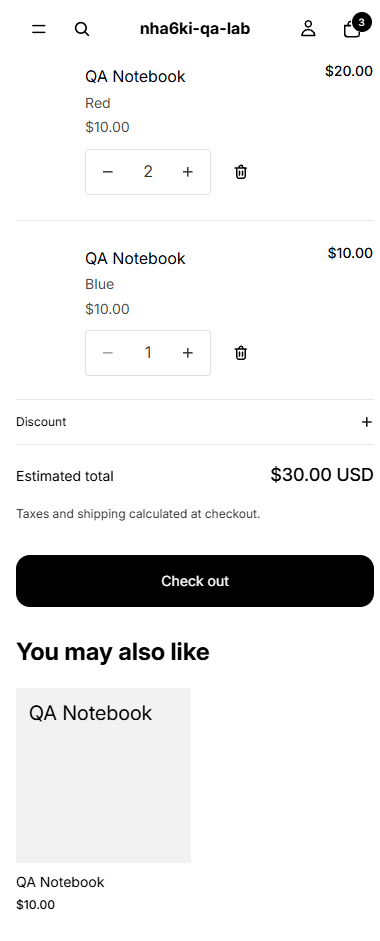 nha6ki-qa-lab
3
QA Notebook
$20.00
Red
$10.00
− 2 +
QA Notebook
$10.00
Blue
$10.00
− 1 +
Discount +
Estimated total
$30.00 USD
Taxes and shipping calculated at checkout.
Check out
You may also like
QA Notebook
QA Notebook
$10.00